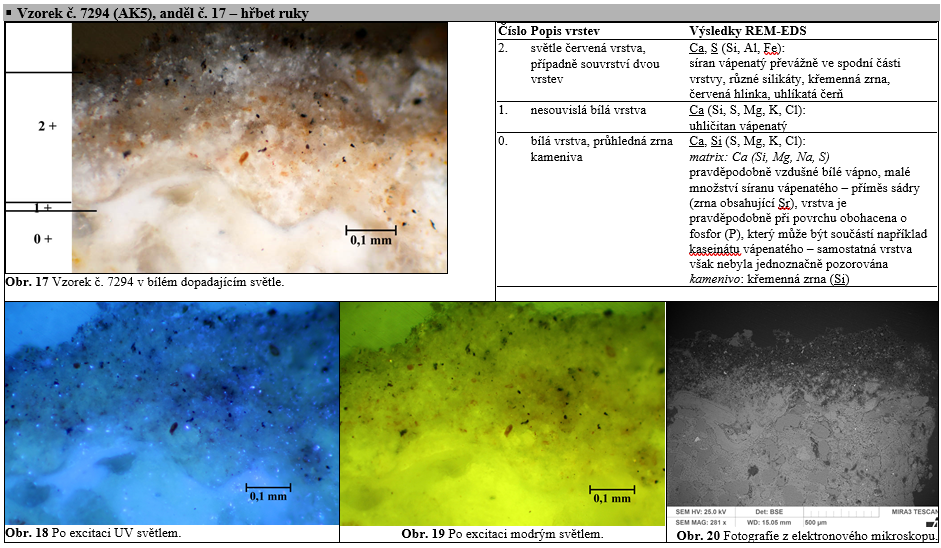 ▪ Vzorek č. 7294 (AK5), anděl č. 17 – hřbet ruky
2 +
1 +
0 +
0,1 mm
Obr. 17 Vzorek č. 7294 v bílém dopadajícím světle.
Číslo Popis vrstev Výsledky REM-EDS
2. světle červená vrstva, případně souvrství dvou vrstev
Ca, S (Si, Al, Fe):
síran vápenatý převážně ve spodní části
vrstvy, různé silikáty, křemenná zrna,
červená hlinka, uhlíkatá čerň
1. nesouvislá bílá vrstva
Ca (Si, S, Mg, K, Cl):
uhličitan vápenatý
0. bílá vrstva, průhledná zrna kameniva
Ca, Si (S, Mg, K, Cl):
matrix: Ca (Si, Mg, Na, S)
pravděpodobně vzdušné bílé vápno, malé
množství síranu vápenatého – příměs sádry
(zrna obsahující Sr), vrstva je
pravděpodobně při povrchu obohacena o
fosfor (P), který může být součástí například
kaseinátu vápenatého – samostatná vrstva
však nebyla jednoznačně pozorována
kamenivo: křemenná zrna (Si)
0,1 mm
Obr. 18 Po excitaci UV světlem.
0,1 mm
Obr. 19 Po excitaci modrým světlem.
SEM HV: 25.0 kV Det: BSE MIRA3 TESCAN
SEM MAG: 281 x WD: 15.05 mm 500 µm
Obr. 20 Fotografie z elektronového mikroskopu.